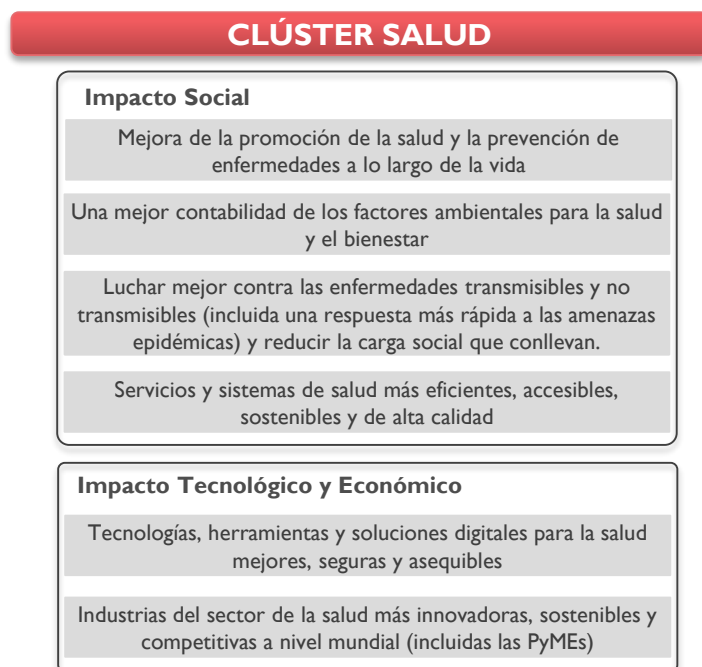 CLÚSTER SALUD
Impacto Social
Mejora de la promoción de la salud y la prevención de
enfermedades a lo largo de la vida
Una mejor contabilidad de los factores ambientales para la salud
y el bienestar
Luchar mejor contra las enfermedades transmisibles y no
transmisibles (incluida una respuesta más rápida a las amenazas
epidémicas) y reducir la carga social que conllevan.
Servicios y sistemas de salud más eficientes, accesibles,
sostenibles y de alta calidad
Impacto Tecnológico y Económico
Tecnologías, herramientas y soluciones digitales para la salud
mejores, seguras y asequibles
Industrias del sector de la salud más innovadoras, sostenibles y
competitivas a nivel mundial (incluidas las PyMEs)